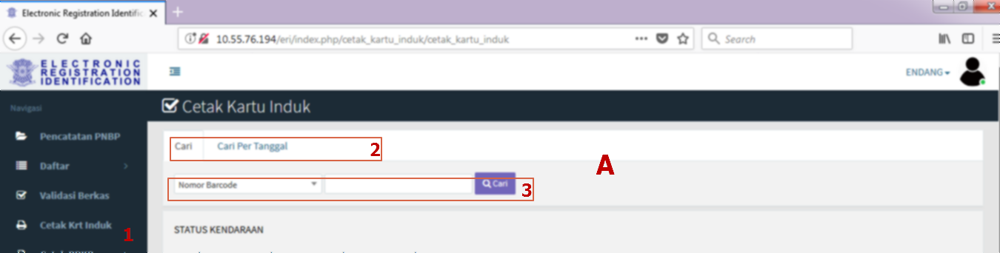 Electronic Registration Identific
10.55.76.194/eri/index.php/cetak_kartu_induk/cetak_kartu_induk
Search
ELECTRONIC
REGISTRATION
IDENTIFICATION
ENDANG
Navigasi
Cetak Kartu Induk
Pencatatan PNBP
Cari Cari Per Tanggal 2
A
Daftar
Nomor Barcode Cari 3
Validasi Berkas
Cetak Krt Induk
1
STATUS KENDARAAN